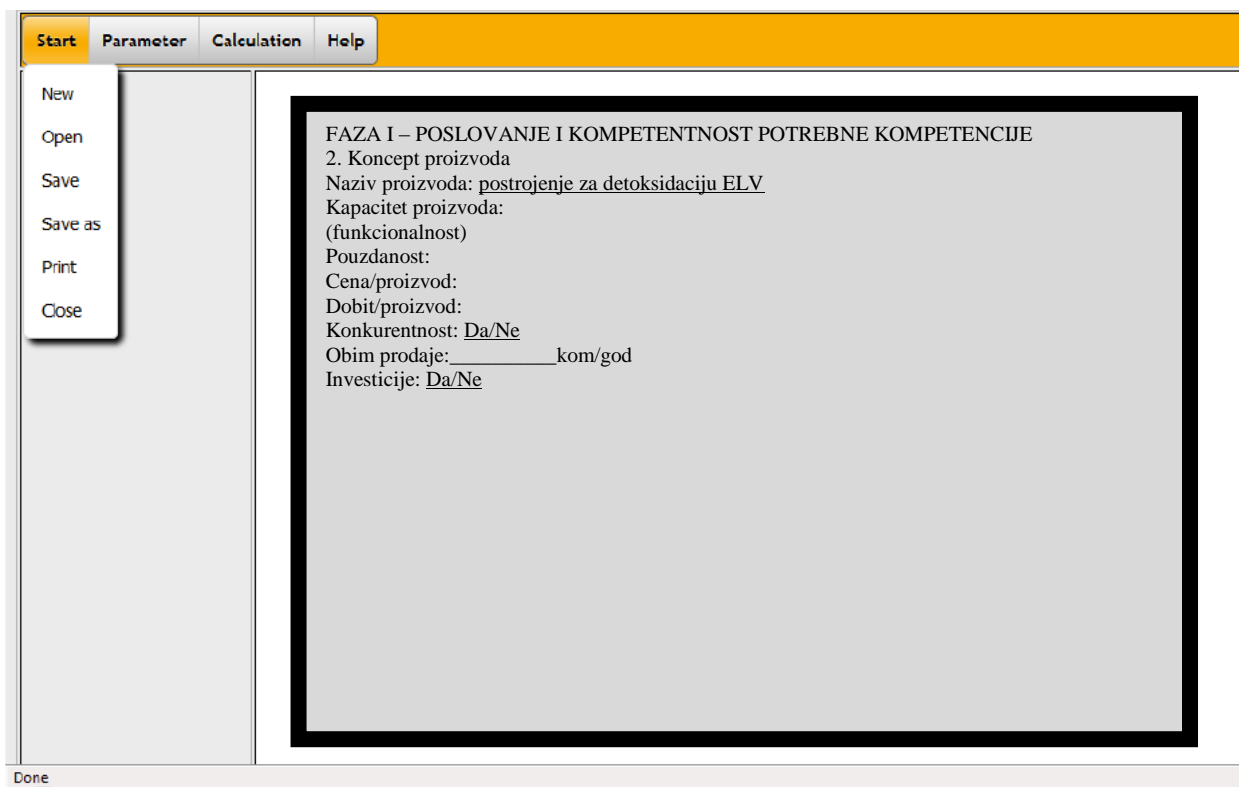 Start Parameter Calculation Help
New
Open
Save
Save as
Print
Close
FAZA I – POSLOVANJE I KOMPETENTNOST POTREBNE KOMPETENCIJE
2. Koncept proizvoda
Naziv proizvoda: postrojenje za detoksidaciju ELV
Kapacitet proizvoda:
(funkcionalnost)
Pouzdanost:
Cena/proizvod:
Dobit/proizvod:
Konkurentnost: Da/Ne
Obim prodaje:__________kom/god
Investicije: Da/Ne
Done